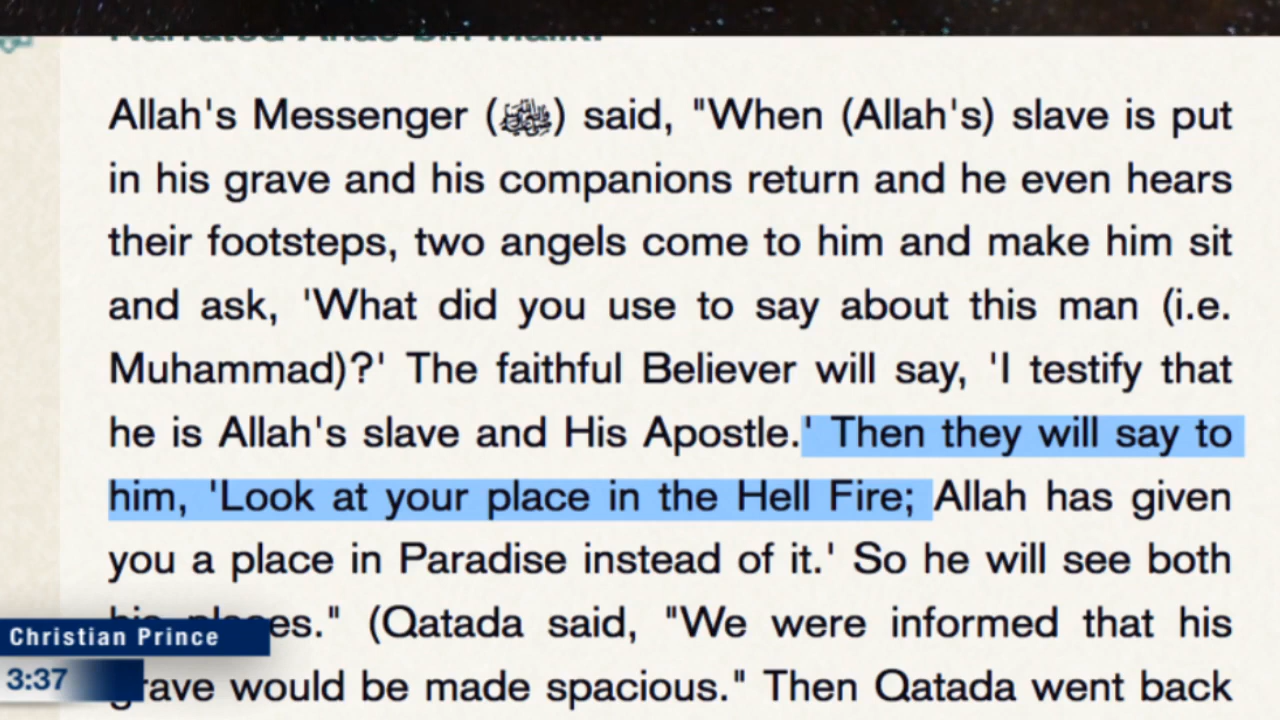 Allah's Messenger (ﷺ) said, "When (Allah's) slave is put
in his grave and his companions return and he even hears
their footsteps, two angels come to him and make him sit
and ask, 'What did you use to say about this man (i.e.
Muhammad)?' The faithful Believer will say, 'I testify that
he is Allah's slave and His Apostle.' Then they will say to
him, 'Look at your place in the Hell Fire; Allah has given
you a place in Paradise instead of it.' So he will see both
his places." (Qatada said, "We were informed that his
Christian Prince
grave would be made spacious." Then Qatada went back
3:37